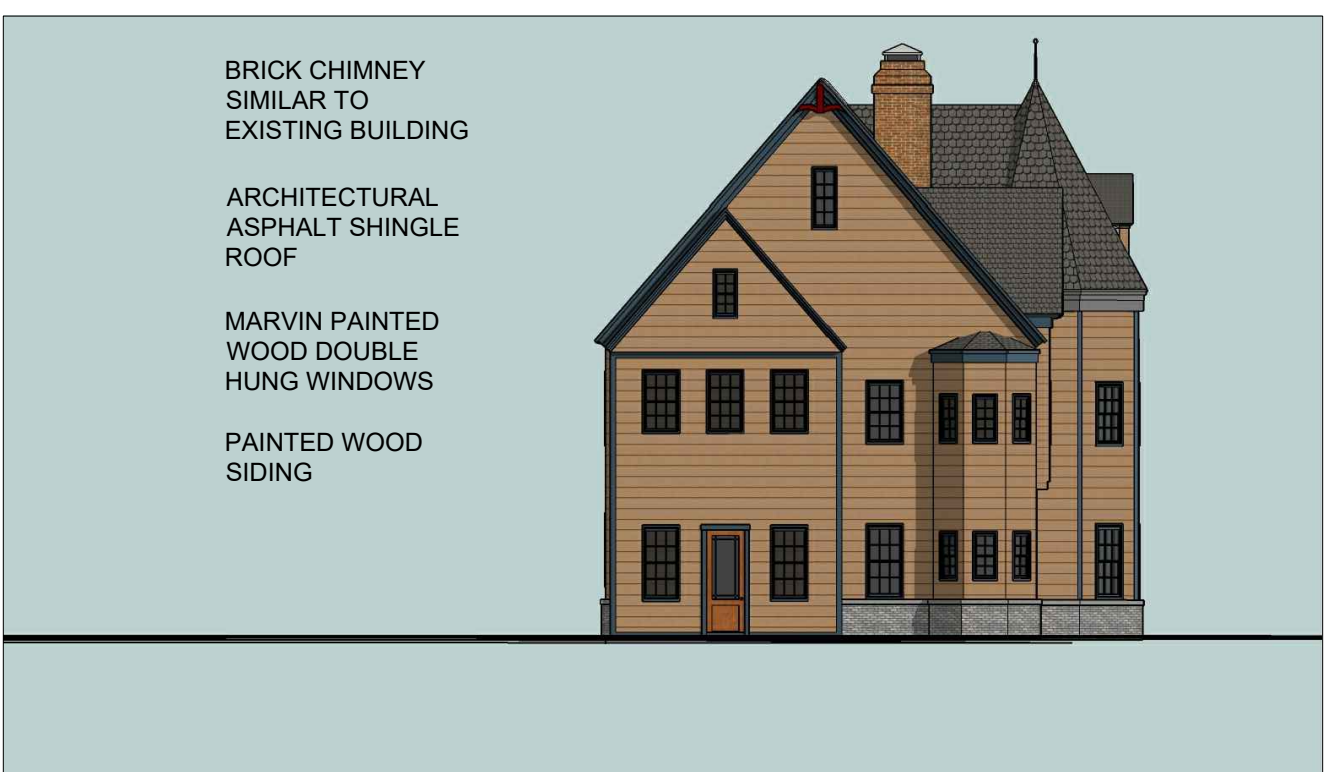 BRICK CHIMNEY
SIMILAR TO
EXISTING BUILDING
ARCHITECTURAL
ASPHALT SHINGLE
ROOF
MARVIN PAINTED
WOOD DOUBLE
HUNG WINDOWS
PAINTED WOOD
SIDING